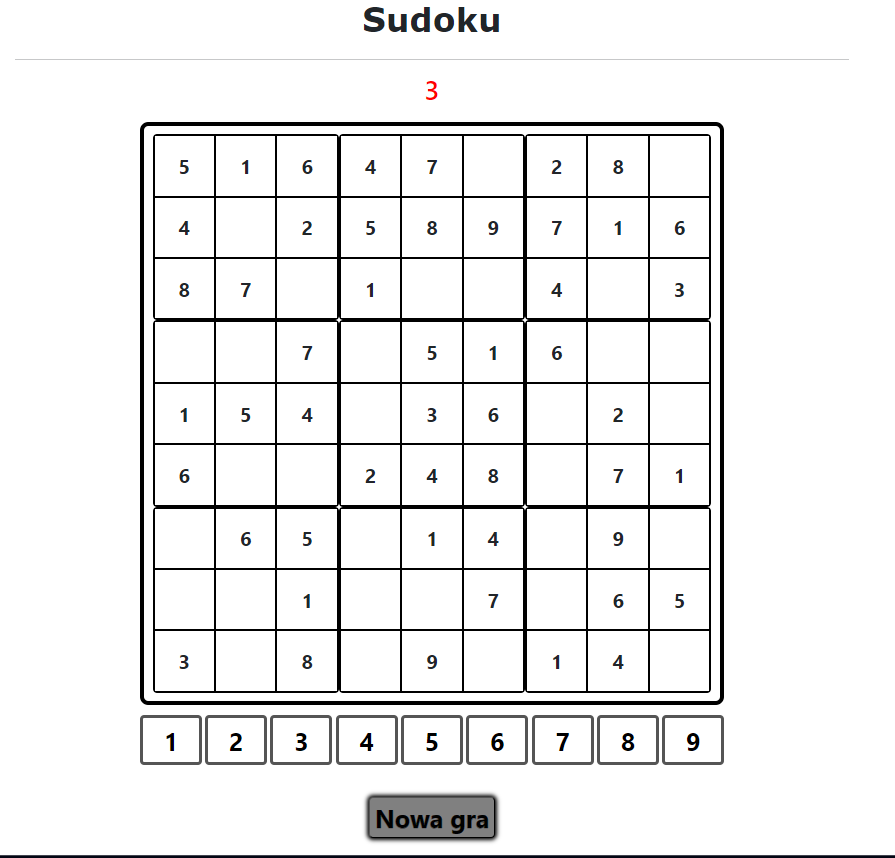 Sudoku
3
5 1 6 4 7 2 8
4 2 5 8 9 7 1 6
8 7 1 4 3
7 5 1 6
1 5 4 3 6 2
6 2 4 8 7 1
6 5 1 4 9
1 7 6 5
3 8 9 1 4
1 2 3 4 5 6 7 8 9
Nowa gra